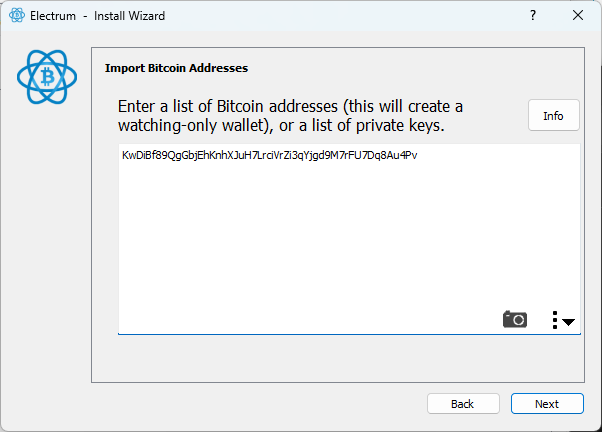 Electrum - Install Wizard
?
Import Bitcoin Addresses
Enter a list of Bitcoin addresses (this will create a
watching-only wallet), or a list of private keys.
Info
KwDiBf89QgGbjEhKnhXJuH7LrciVrZi3qYjgd9M7rFU7Dq8Au4Pv
Back
Next